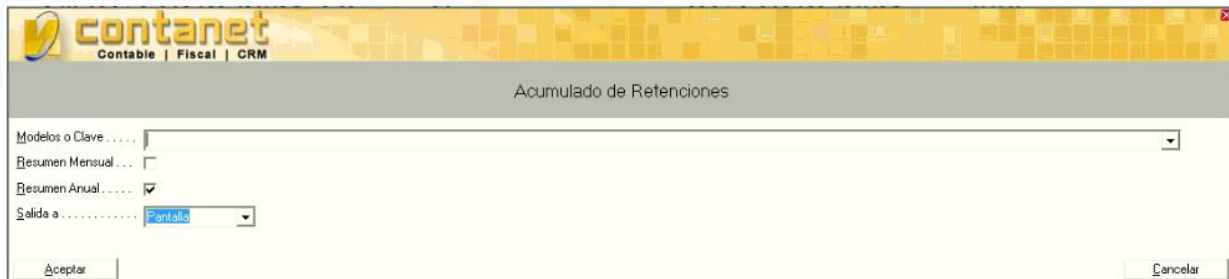 contanet
Contable | Fiscal | CRM
Acumulado de Retenciones
Modelos o Clave . . . . .
Resumen Mensual . . .
Resumen Anual . . . . .
Salida a . . . . . . . . . . . . Pantalla
Aceptar
Cancelar